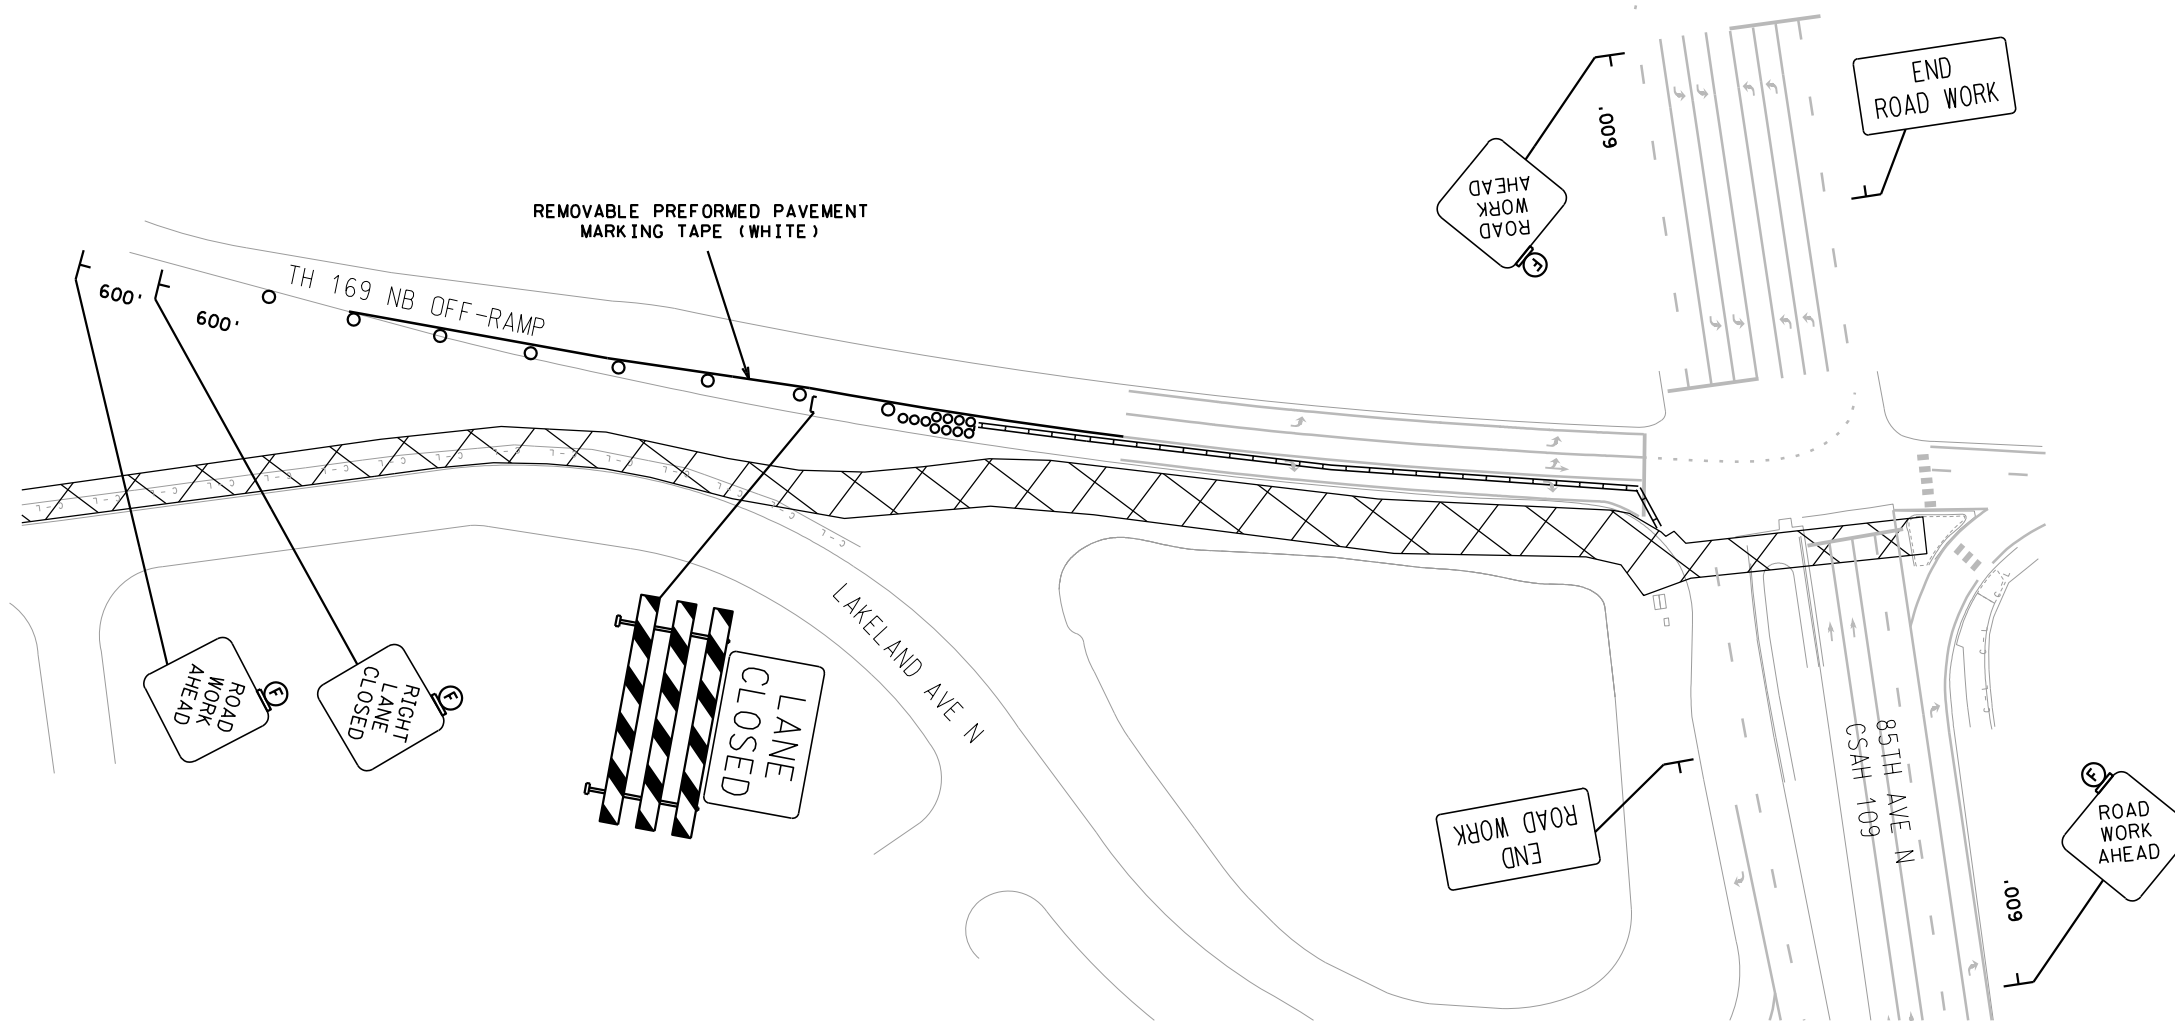 END
ROAD WORK
600'
ROAD
WORK
AHEAD
F
REMOVABLE PREFORMED PAVEMENT
MARKING TAPE (WHITE)
TH 169 NB OFF-RAMP
600'
600'
ROAD
WORK
AHEAD
F
RIGHT
LANE
CLOSED
F
LANE
CLOSED
LAKELAND AVE N
85TH AVE N
CSAH 109
END
ROAD WORK
F
ROAD
WORK
AHEAD
600'
C-L
C-L
C-L
C-L
C-L
C-L
C-L
C-L
C-L
C-L
C-L
C-L
C-L
C-L